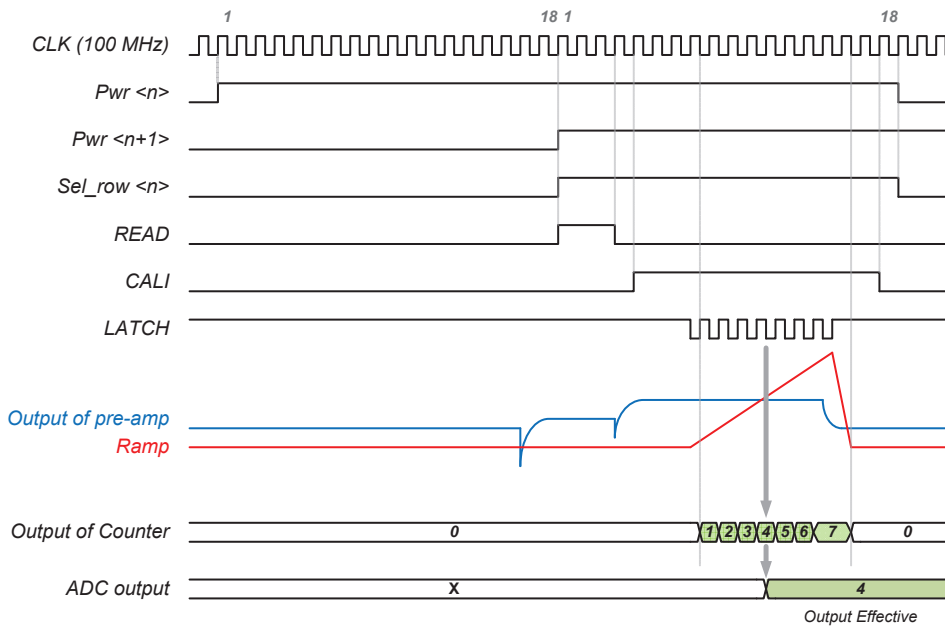 1 18 1 18
CLK (100 MHz)
Pwr <n>
Pwr <n+1>
Sel_row <n>
READ
CALI
LATCH
Output of pre-amp
Ramp
Output of Counter 0 1 2 3 4 5 6 7 0
ADC output X 4
Output Effective